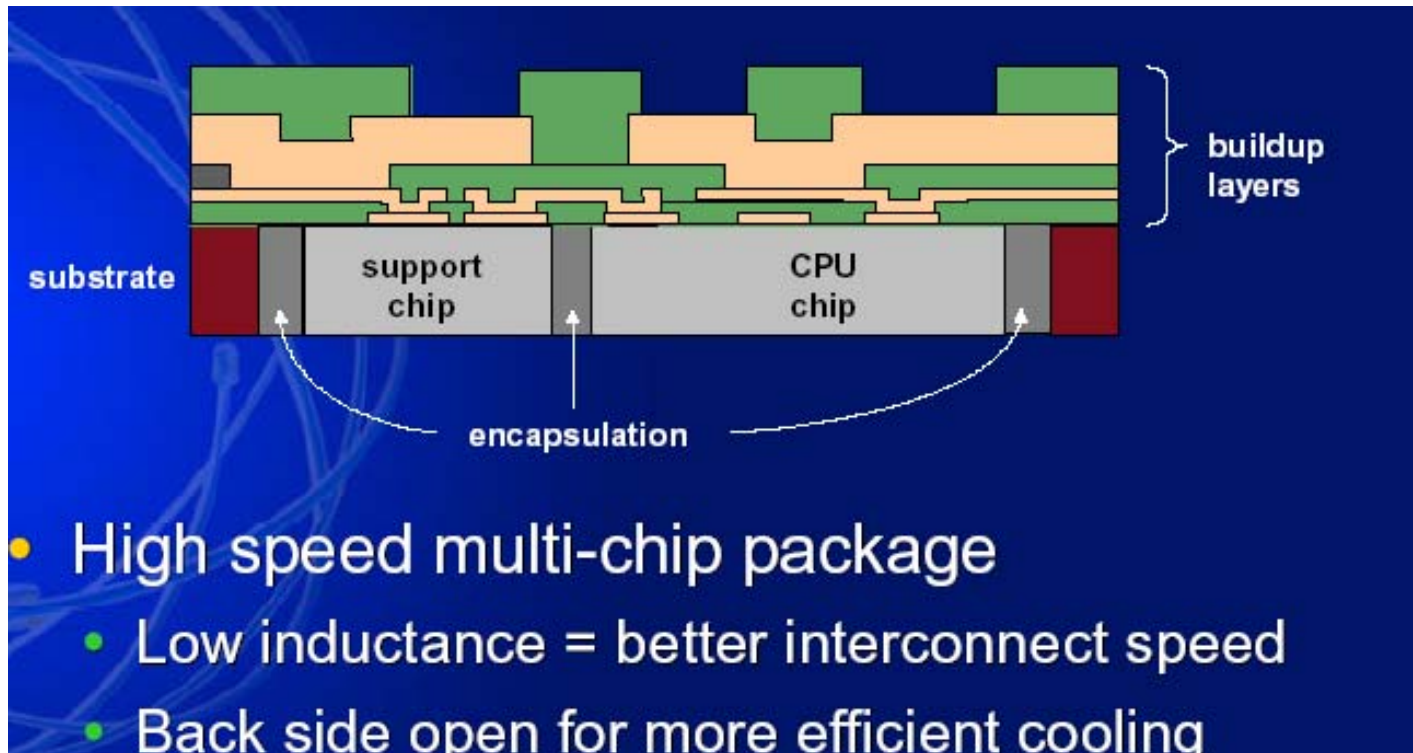 buildup
layers
substrate
support
chip
CPU
chip
encapsulation
• High speed multi-chip package
• Low inductance = better interconnect speed
• Back side open for more efficient cooling